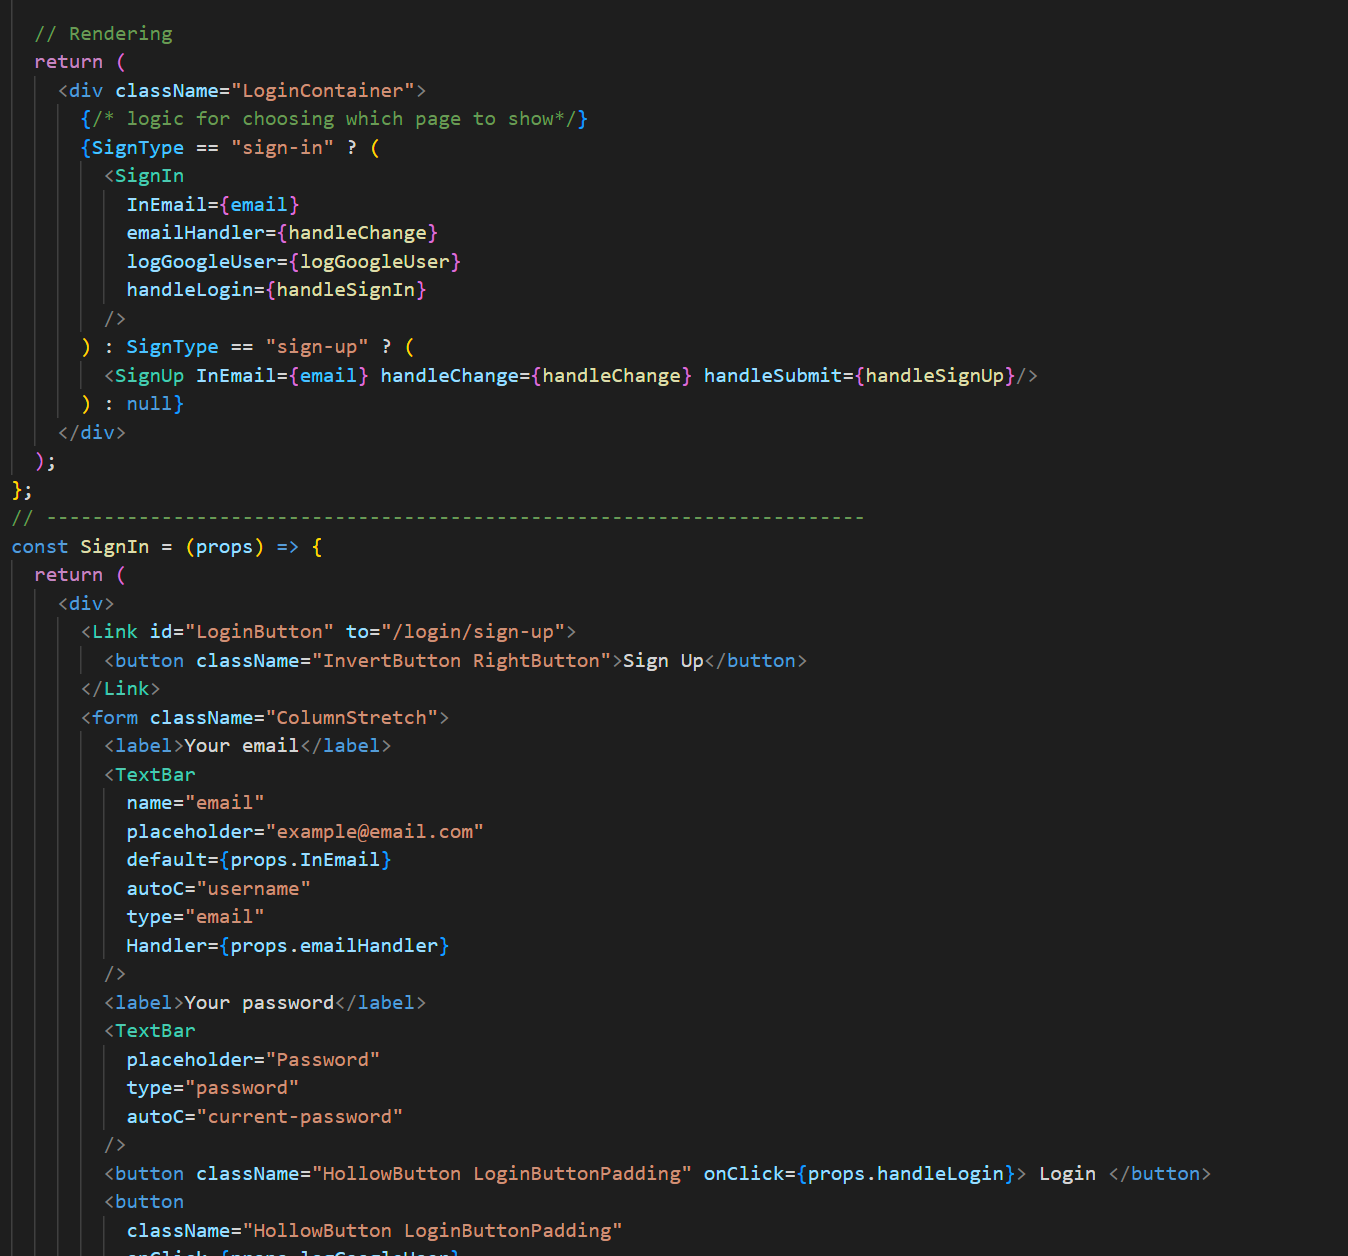 // Rendering
return (
<div className="LoginContainer">
{/* logic for choosing which page to show*/}
{SignType == "sign-in" ? (
<SignIn
InEmail={email}
emailHandler={handleChange}
logGoogleUser={logGoogleUser}
handleLogin={handleSignIn}
/>
) : SignType == "sign-up" ? (
<SignUp InEmail={email} handleChange={handleChange} handleSubmit={handleSignUp}/>
) : null}
</div>
);
};
// -----------------------------------------------------------------------
const SignIn = (props) => {
return (
<div>
<Link id="LoginButton" to="/login/sign-up">
<button className="InvertButton RightButton">Sign Up</button>
</Link>
<form className="ColumnStretch">
<label>Your email</label>
<TextBar
name="email"
placeholder="example@email.com"
default={props.InEmail}
autoC="username"
type="email"
Handler={props.emailHandler}
/>
<label>Your password</label>
<TextBar
placeholder="Password"
type="password"
autoC="current-password"
/>
<button className="HollowButton LoginButtonPadding" onClick={props.handleLogin}> Login </button>
<button
className="HollowButton LoginButtonPadding"
onClick={props.logGoogleUser}